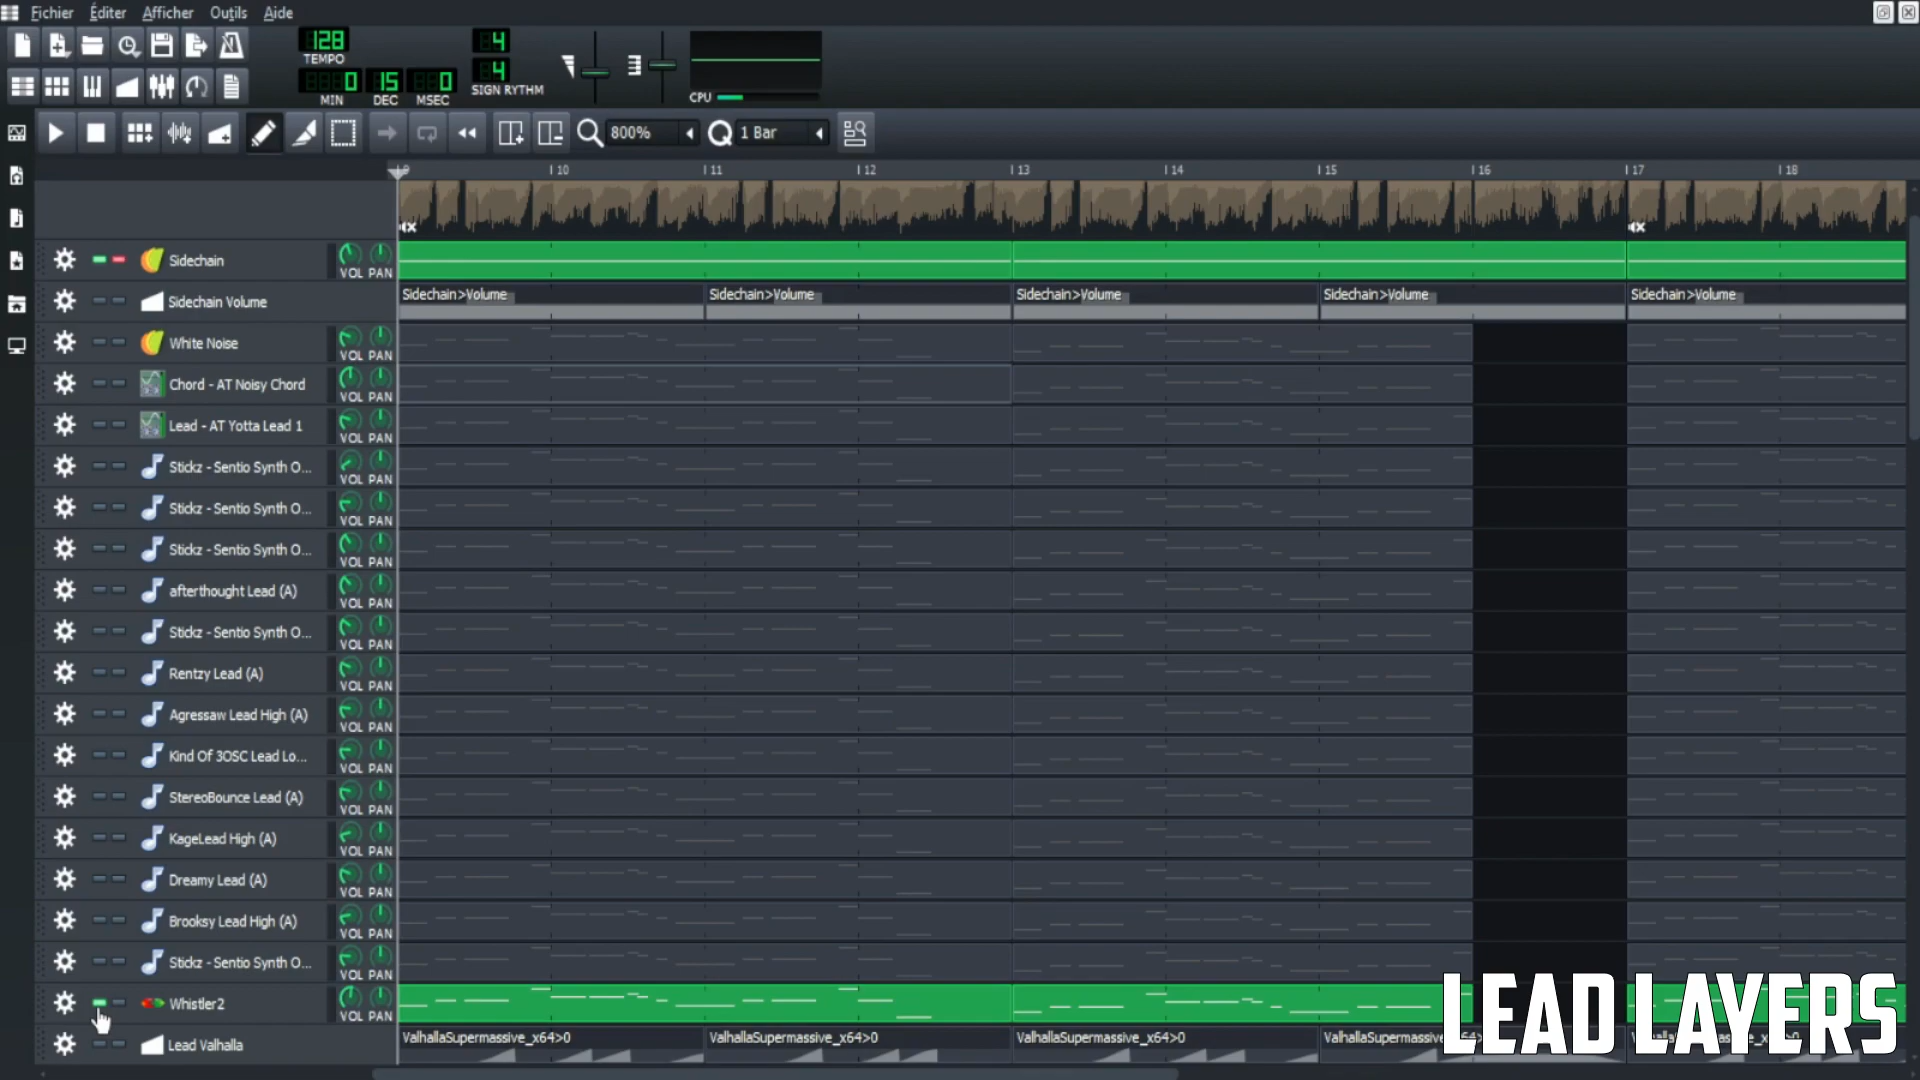 Fichier Éditer Afficher Outils Aide
128
TEMPO
4
4
SIGN RYTHM
0 15 0
MIN DEC MSEC
CPU
800%
1 Bar
9 10 11 12 13 14 15 16 17 18
Sidechain VOL PAN
Sidechain Volume Sidechain>Volume Sidechain>Volume Sidechain>Volume Sidechain>Volume Sidechain>Volume
White Noise VOL PAN
Chord - AT Noisy Chord VOL PAN
Lead - AT Yotta Lead 1 VOL PAN
Stickz - Sentio Synth O... VOL PAN
Stickz - Sentio Synth O... VOL PAN
Stickz - Sentio Synth O... VOL PAN
afterthought Lead (A) VOL PAN
Stickz - Sentio Synth O... VOL PAN
Rentzy Lead (A) VOL PAN
Agressaw Lead High (A) VOL PAN
Kind Of 3OSC Lead Lo... VOL PAN
StereoBounce Lead (A) VOL PAN
KageLead High (A) VOL PAN
Dreamy Lead (A) VOL PAN
Brooksy Lead High (A) VOL PAN
Stickz - Sentio Synth O... VOL PAN
Whistler2 VOL PAN
Lead Valhalla ValhallaSupermassive_x64>0 ValhallaSupermassive_x64>0 ValhallaSupermassive_x64>0
LEAD LAYERS